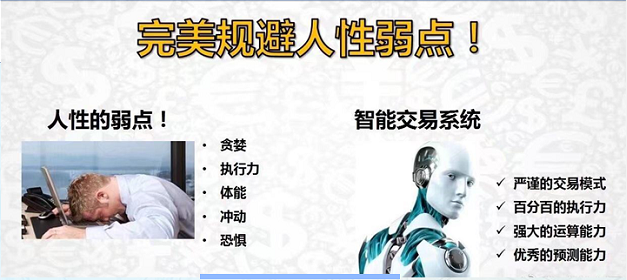 完美规避人性弱点！
人性的弱点！
• 贪婪
• 执行力
• 体能
• 冲动
• 恐惧
智能交易系统
✓ 严谨的交易模式
✓ 百分百的执行力
✓ 强大的运算能力
✓ 优秀的预测能力